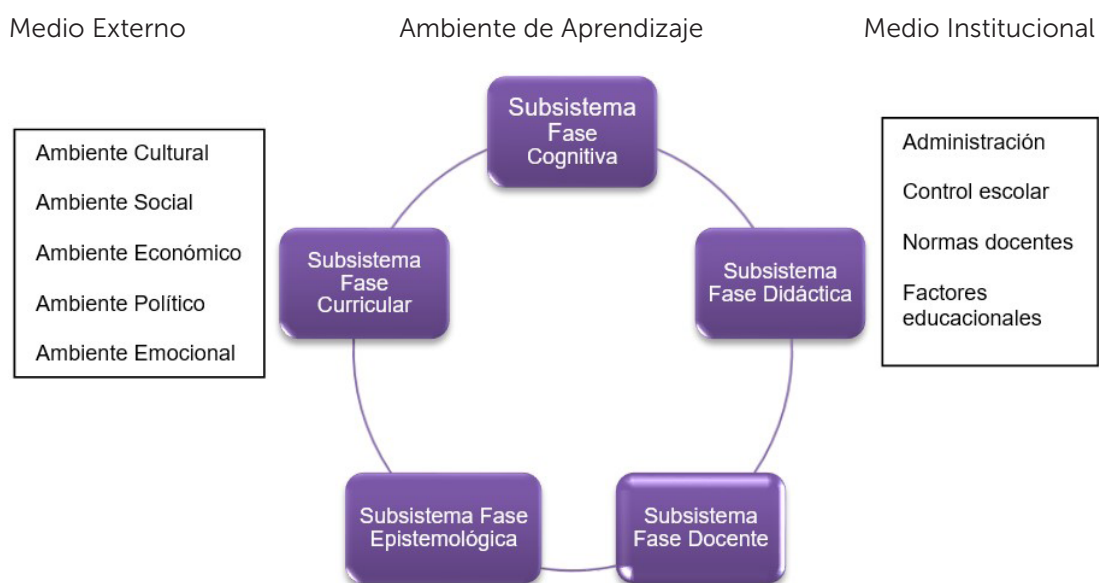 Medio Externo
Ambiente de Aprendizaje
Medio Institucional
Ambiente Cultural
Ambiente Social
Ambiente Económico
Ambiente Político
Ambiente Emocional
Subsistema
Fase
Cognitiva
Subsistema
Fase
Curricular
Subsistema
Fase Didáctica
Subsistema Fase
Epistemológica
Subsistema
Fase Docente
Administración
Control escolar
Normas docentes
Factores
educacionales